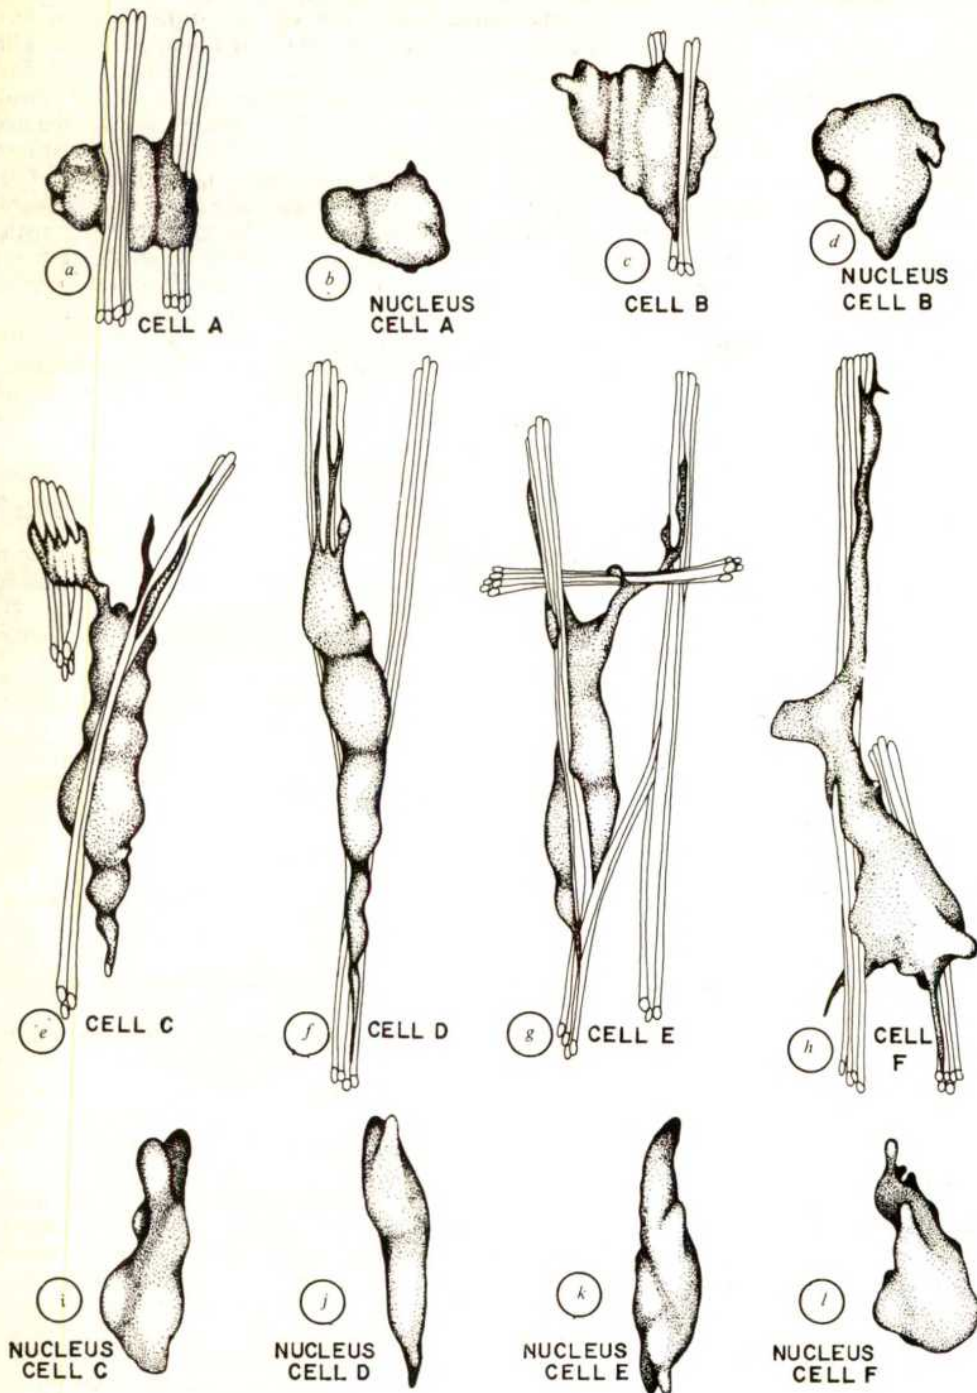 a
CELL A
b
NUCLEUS
CELL A
c
CELL B
d
NUCLEUS
CELL B
e
CELL C
f
CELL D
g
CELL E
h
CELL
F
i
NUCLEUS
CELL C
j
NUCLEUS
CELL D
k
NUCLEUS
CELL E
l
NUCLEUS
CELL F